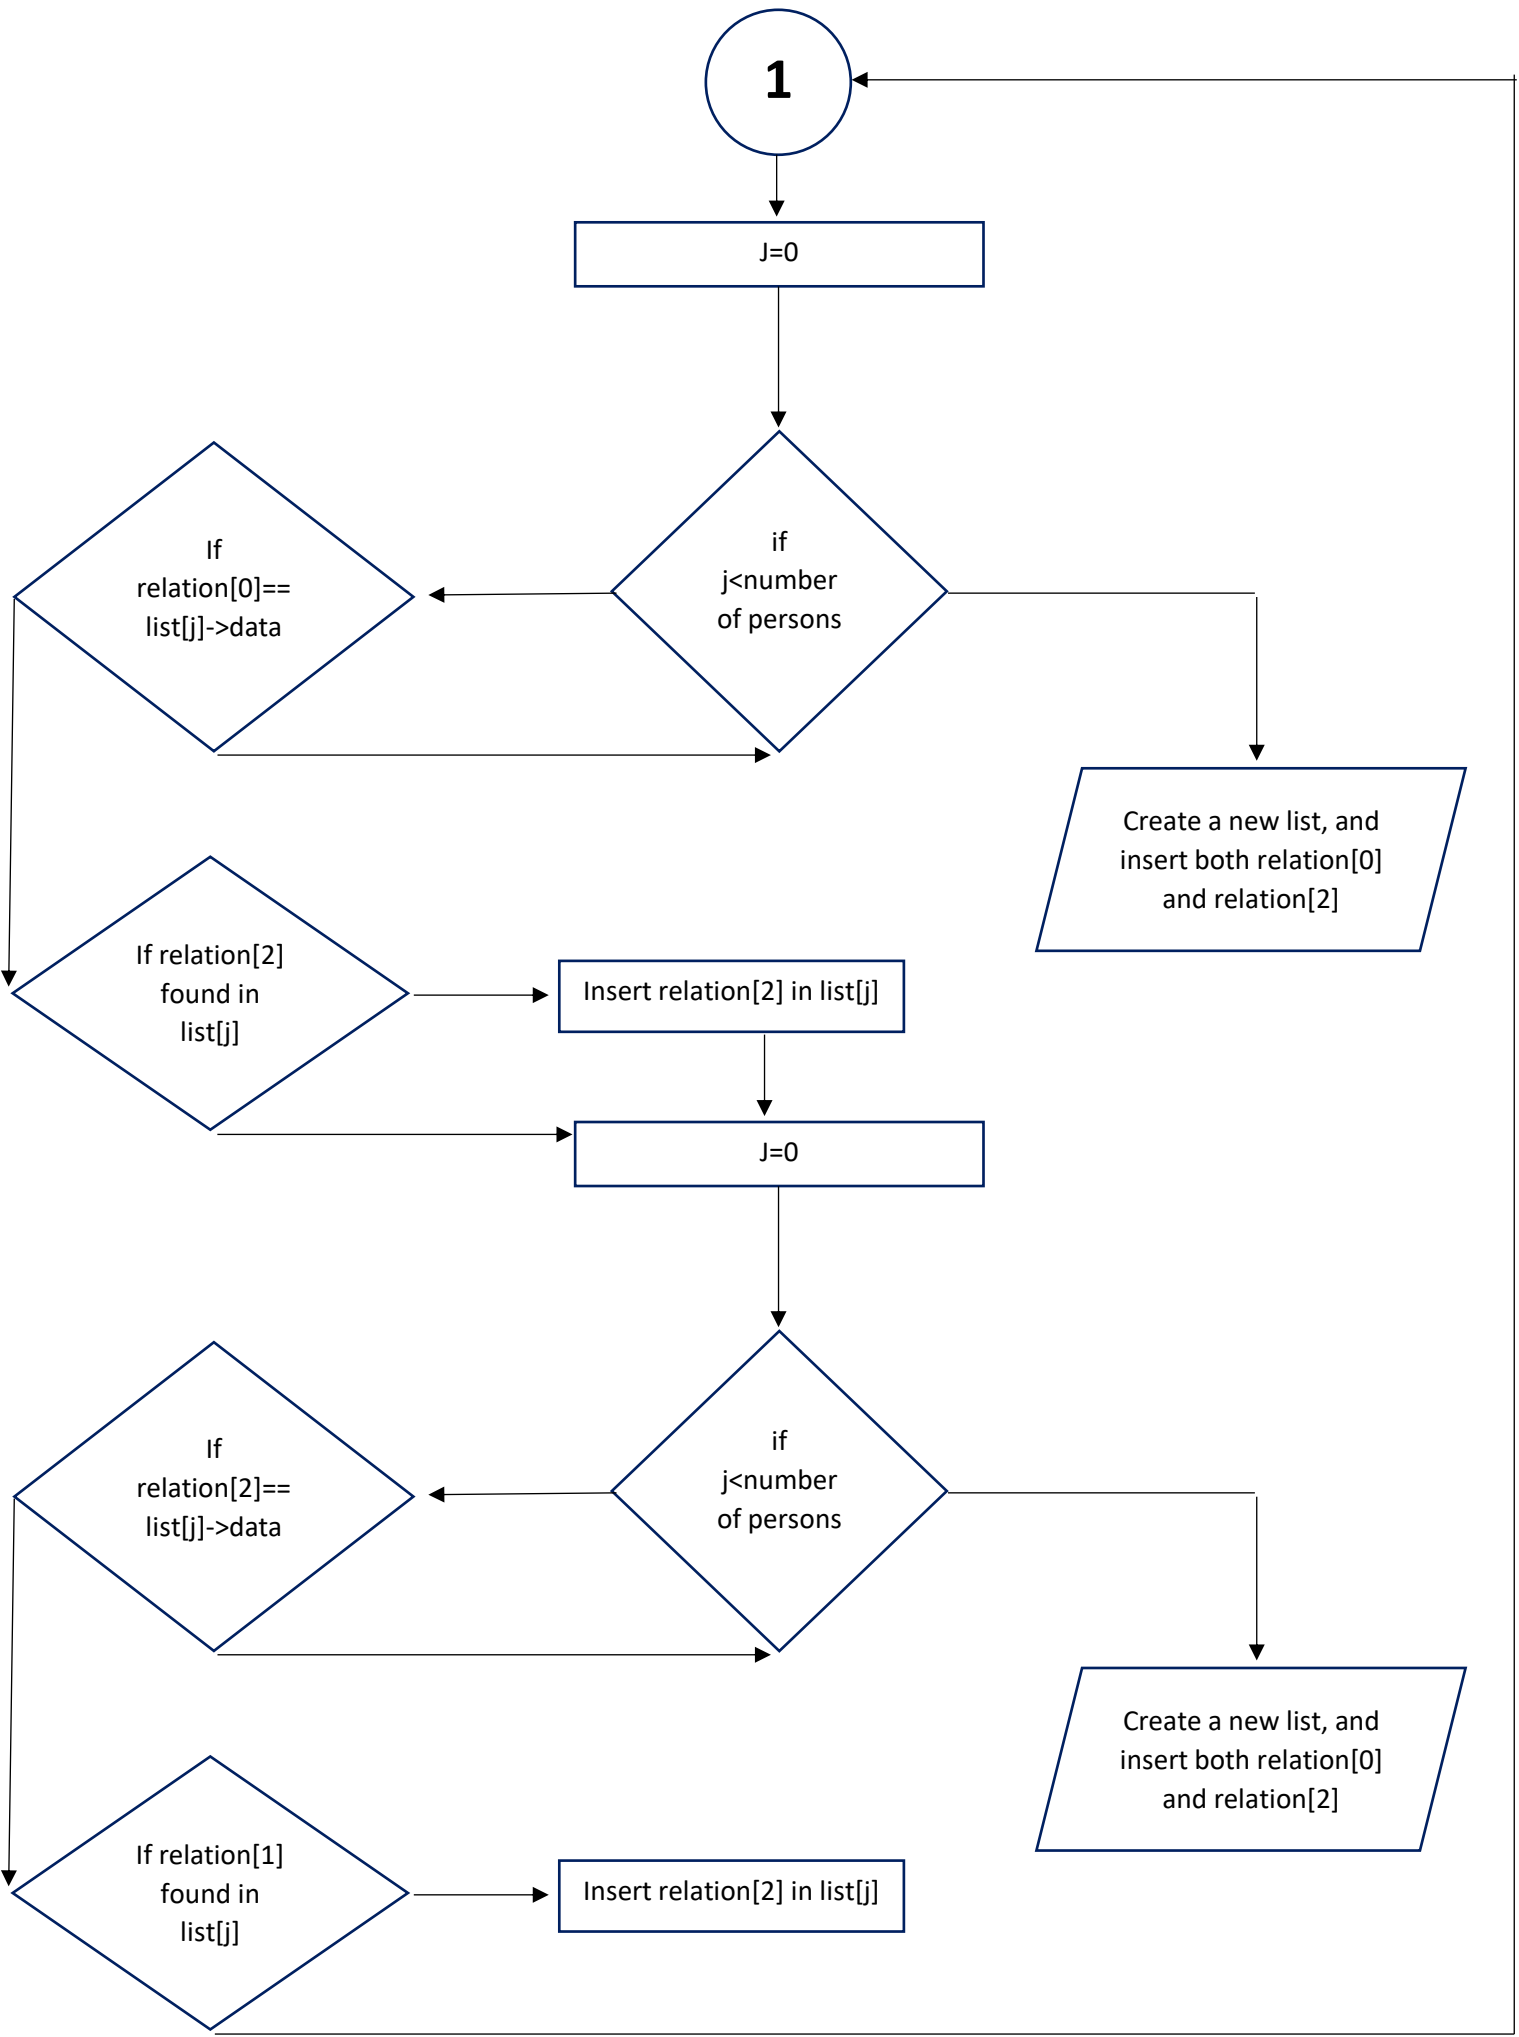 1
J=0
If
relation[0]==
list[j]->data
if
j<number
of persons
Create a new list, and
insert both relation[0]
and relation[2]
If relation[2]
found in
list[j]
Insert relation[2] in list[j]
J=0
If
relation[2]==
list[j]->data
if
j<number
of persons
Create a new list, and
insert both relation[0]
and relation[2]
If relation[1]
found in
list[j]
Insert relation[2] in list[j]